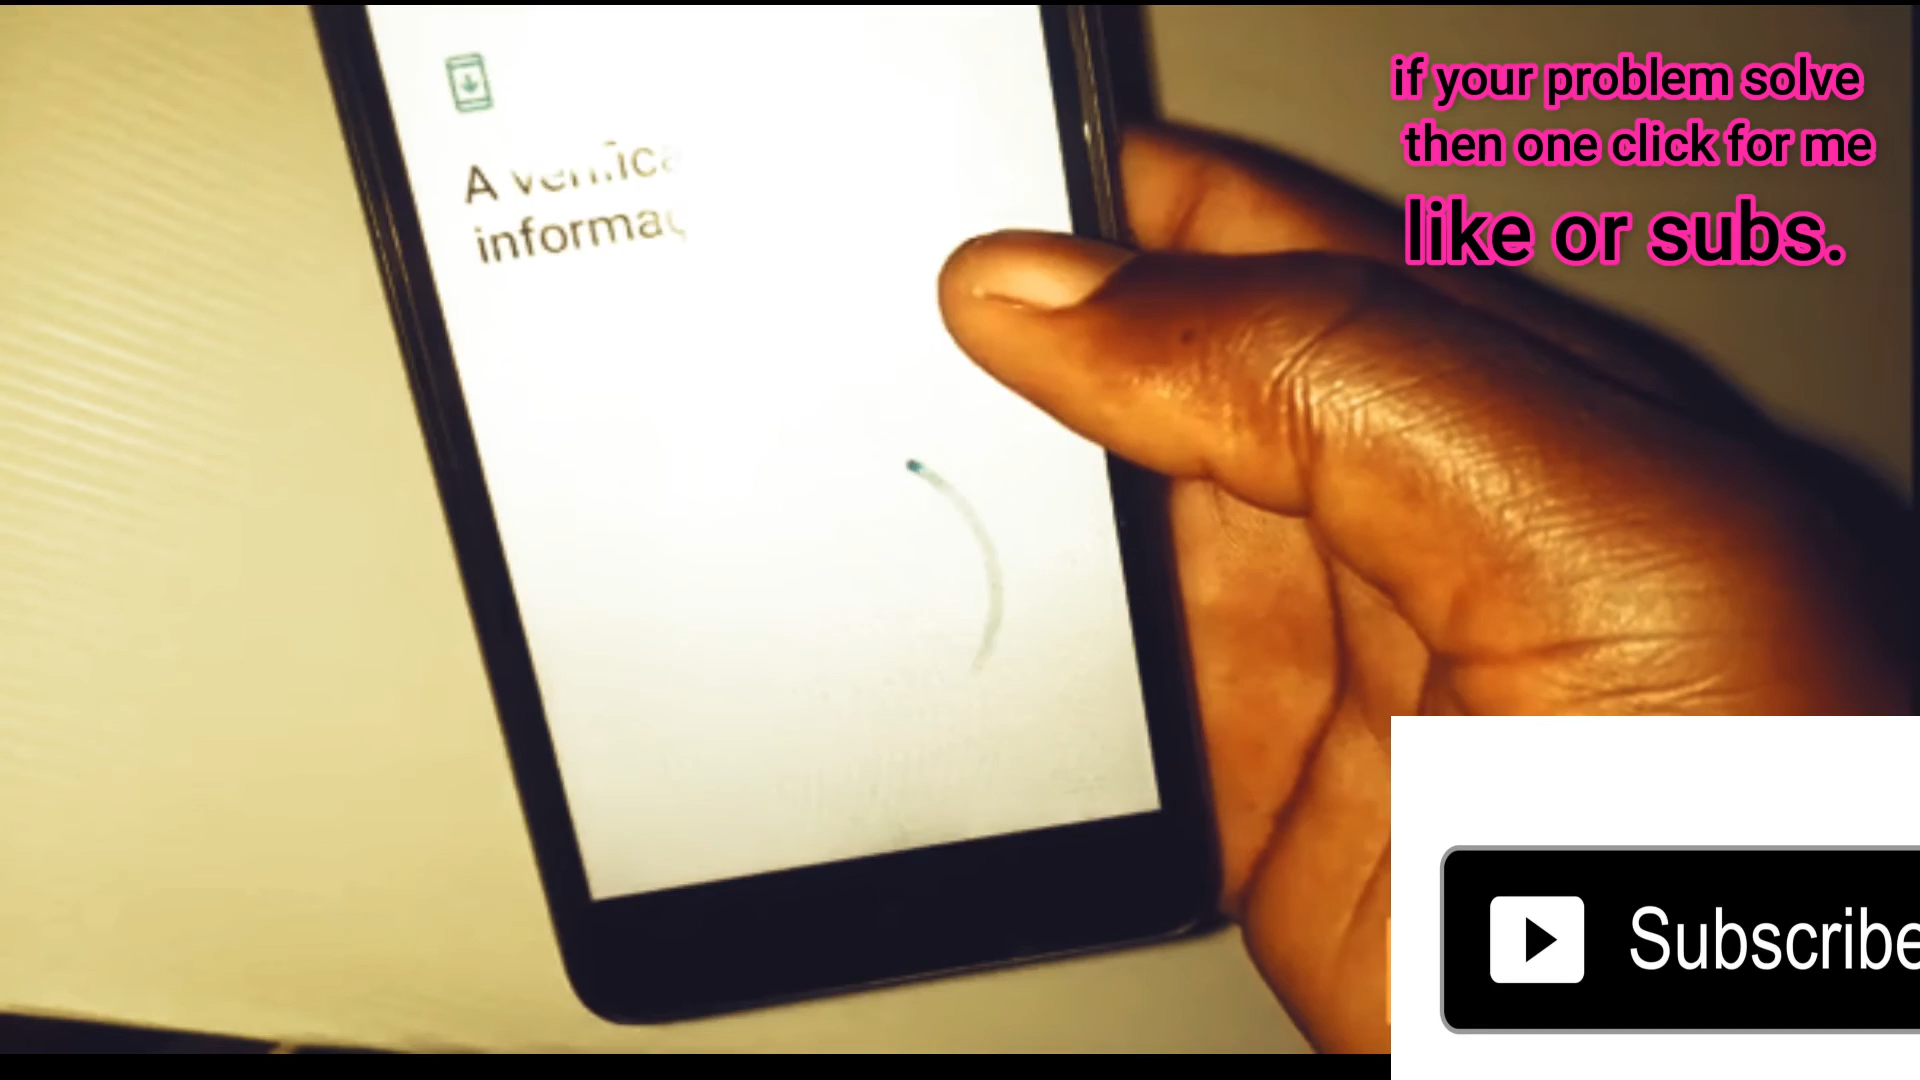 A
if your problem solve
then one click for me
like or subs.
Subscribe